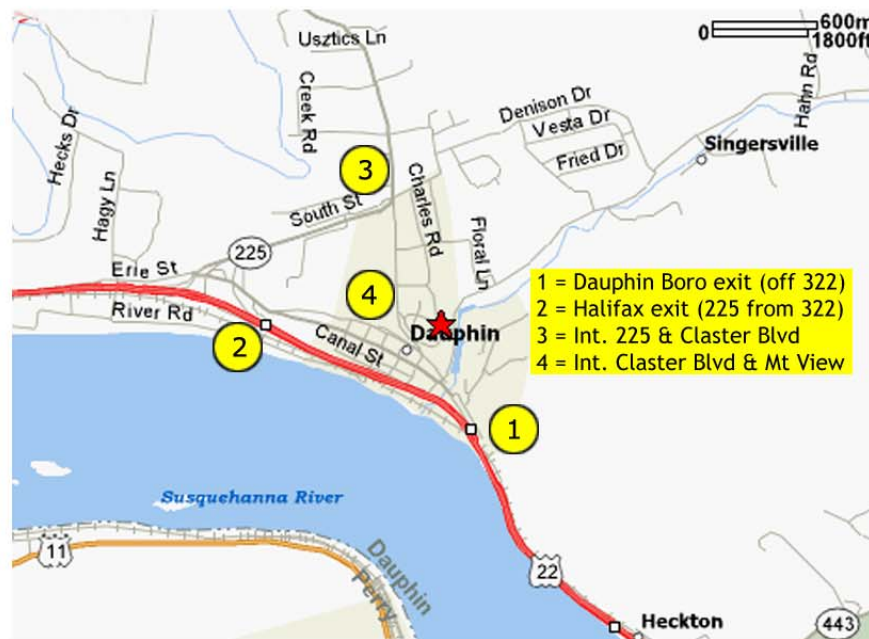 Usztics Ln
0
600m
1800ft
Creek Rd
Hahn Rd
Denison Dr
Vesta Dr
Fried Dr
Singersville
Hecks Dr
3
Charles Rd
Hagy Ln
South St
Floral Ln
225
Erie St
4
River Rd
2
Canal St
Dauphin
1 = Dauphin Boro exit (off 322)
2 = Halifax exit (225 from 322)
3 = Int. 225 & Claster Blvd
4 = Int. Claster Blvd & Mt View
1
Susquehanna River
11
Dauphin
Perry
22
Heckton
443